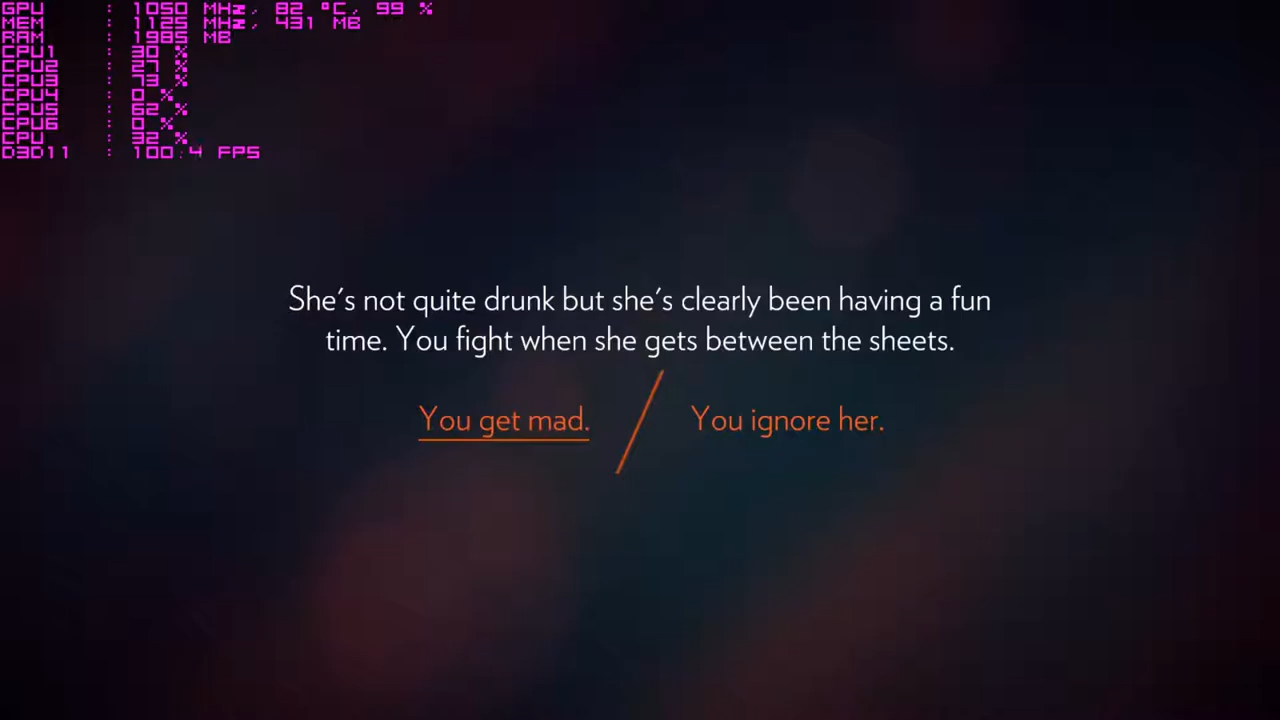 GPU : 1050 MHz, 82 °C, 99 %
MEM : 1125 MHz, 431 MB
RAM : 1985 MB
CPU1 : 30 %
CPU2 : 27 %
CPU3 : 73 %
CPU4 : 0 %
CPU5 : 62 %
CPU6 : 0 %
CPU : 32 %
D3D11 : 100.4 FPS
She's not quite drunk but she's clearly been having a fun
time. You fight when she gets between the sheets.
You get mad. / You ignore her.